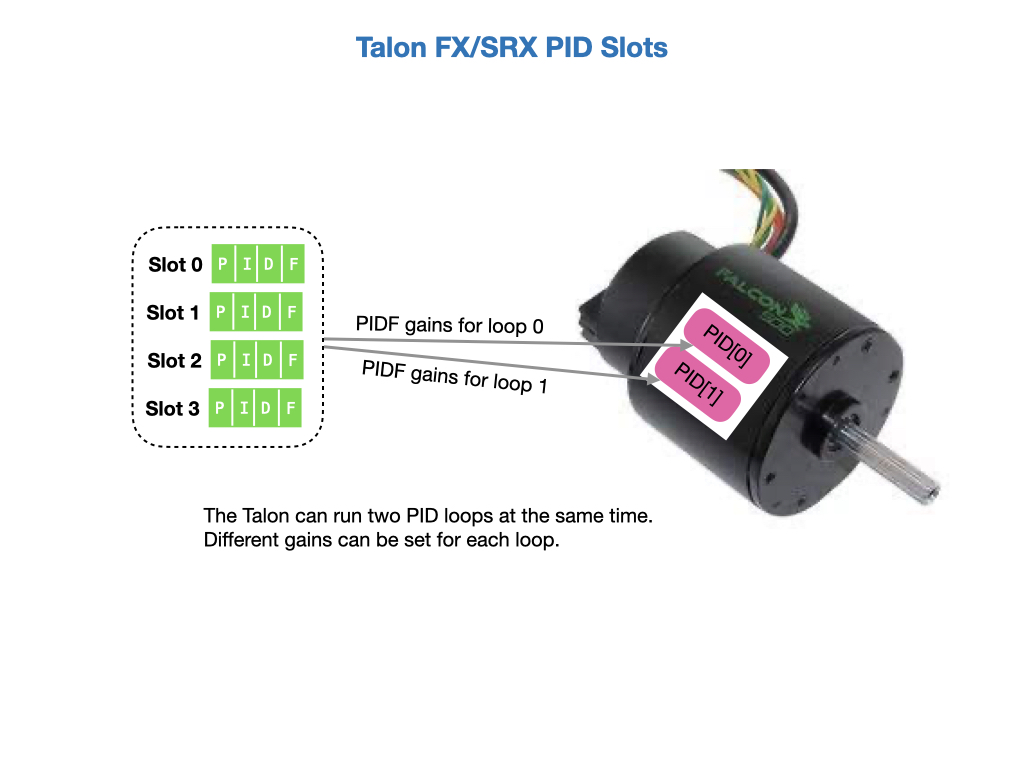 Talon FX/SRX PID Slots
Slot 0 P I D F
Slot 1 P I D F
Slot 2 P I D F
Slot 3 P I D F
PIDF gains for loop 0
PIDF gains for loop 1
FALCON
500
PID[0]
PID[1]
The Talon can run two PID loops at the same time.
Different gains can be set for each loop.